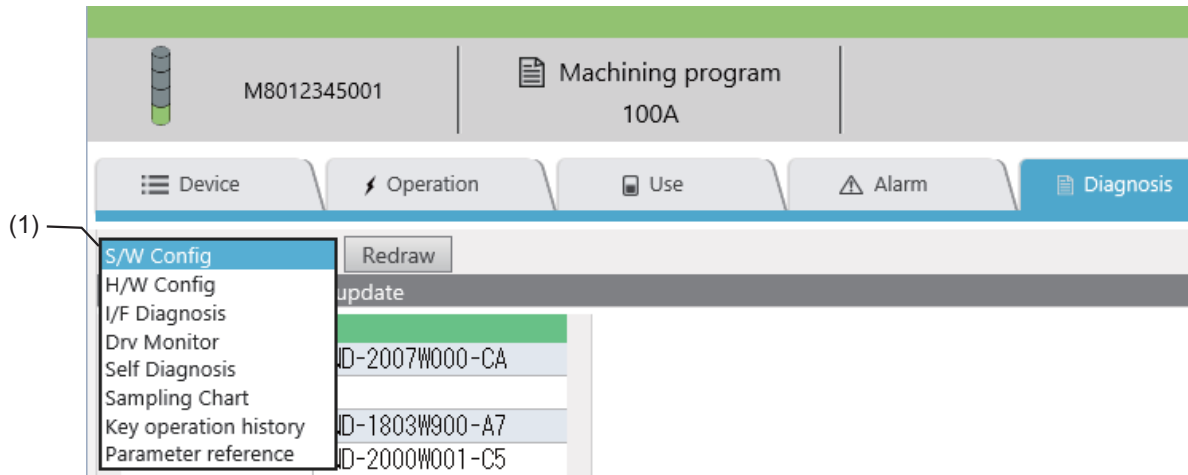 M8012345001
Machining program
100A
Device
Operation
Use
Alarm
Diagnosis
(1)
S/W Config
Redraw
H/W Config
update
I/F Diagnosis
Drv Monitor
ND-2007W000-CA
Self Diagnosis
Sampling Chart
Key operation history
ND-1803W900-A7
Parameter reference
ND-2000W001-C5